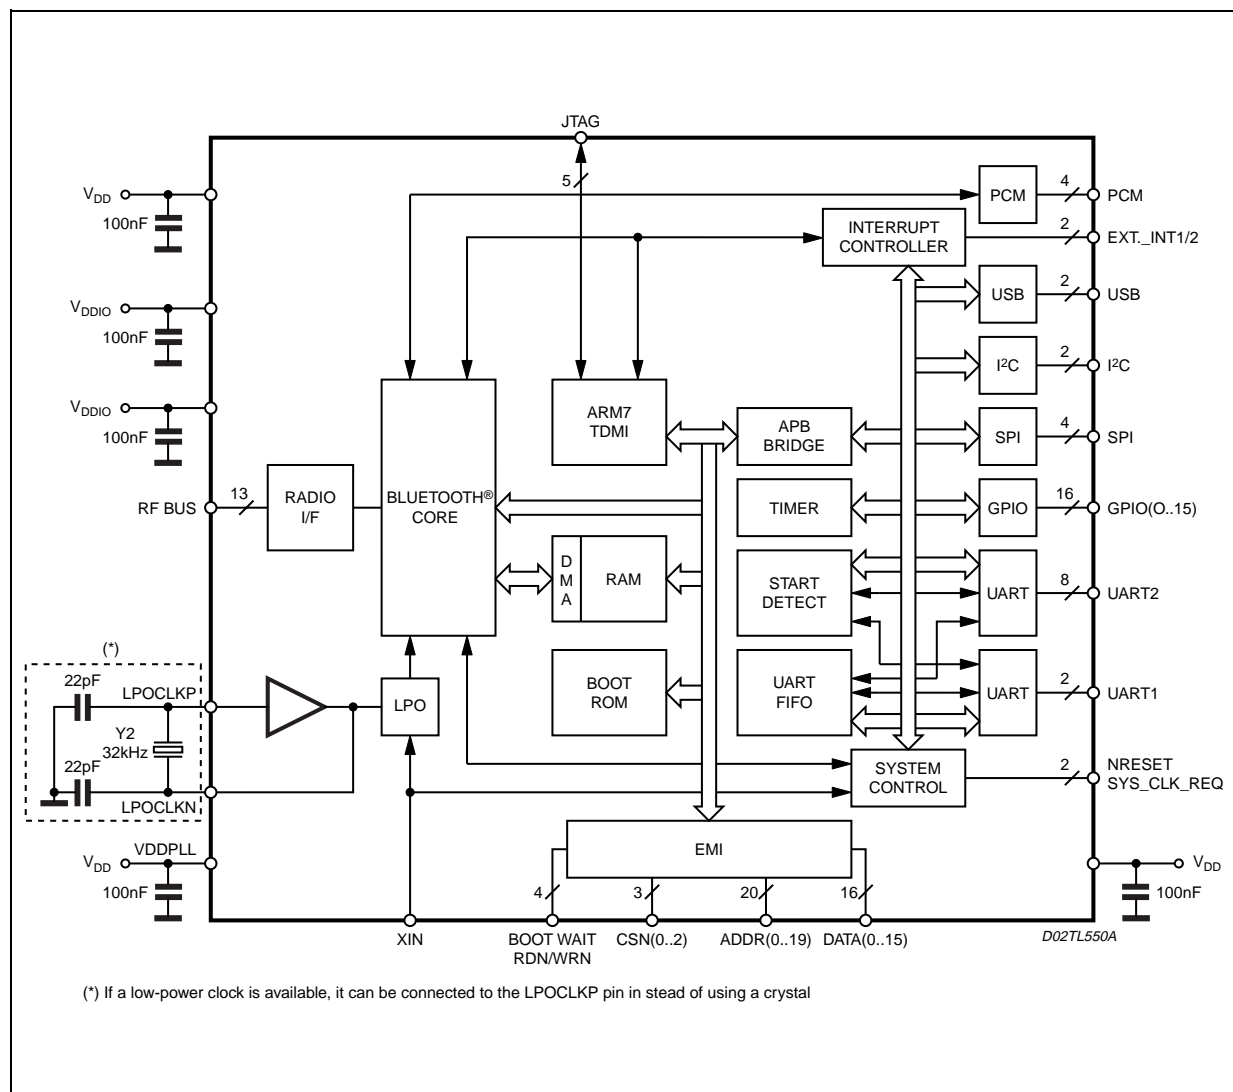 JTAG
5
PCM
4
PCM
VDD
100nF
INTERRUPT
CONTROLLER
2
EXT._INT1/2
USB
2
USB
VDDIO
100nF
I²C
2
I²C
VDDIO
100nF
ARM7
TDMI
APB
BRIDGE
SPI
4
SPI
RF BUS
13
RADIO
I/F
BLUETOOTH®
CORE
TIMER
GPIO
16
GPIO(O..15)
D
M
A
RAM
START
DETECT
UART
8
UART2
(*)
22pF
LPOCLKP
Y2
32kHz
22pF
LPOCLKN
LPO
BOOT
ROM
UART
FIFO
UART
2
UART1
SYSTEM
CONTROL
2
NRESET
SYS_CLK_REQ
VDD
VDDPLL
100nF
EMI
VDD
100nF
4
3
20
16
XIN
BOOT WAIT
RDN/WRN
CSN(0..2)
ADDR(0..19)
DATA(0..15)
D02TL550A
(*) If a low-power clock is available, it can be connected to the LPOCLKP pin in stead of using a crystal